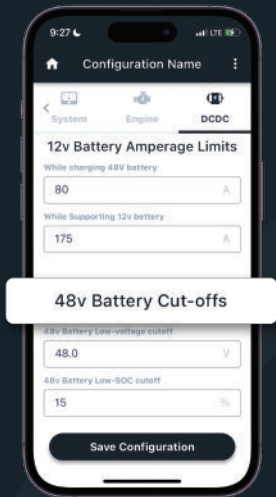 9:27
LTE
Configuration Name
System
Engine
DCDC
12v Battery Amperage Limits
While charging 48V battery
80
A
While Supporting 12v bettery
175
A
48v Battery Cut-offs
48v Battery Low-voltage cutoff
48.0
V
48v Battery Low-SOC cutoff
15
%
Save Configuration